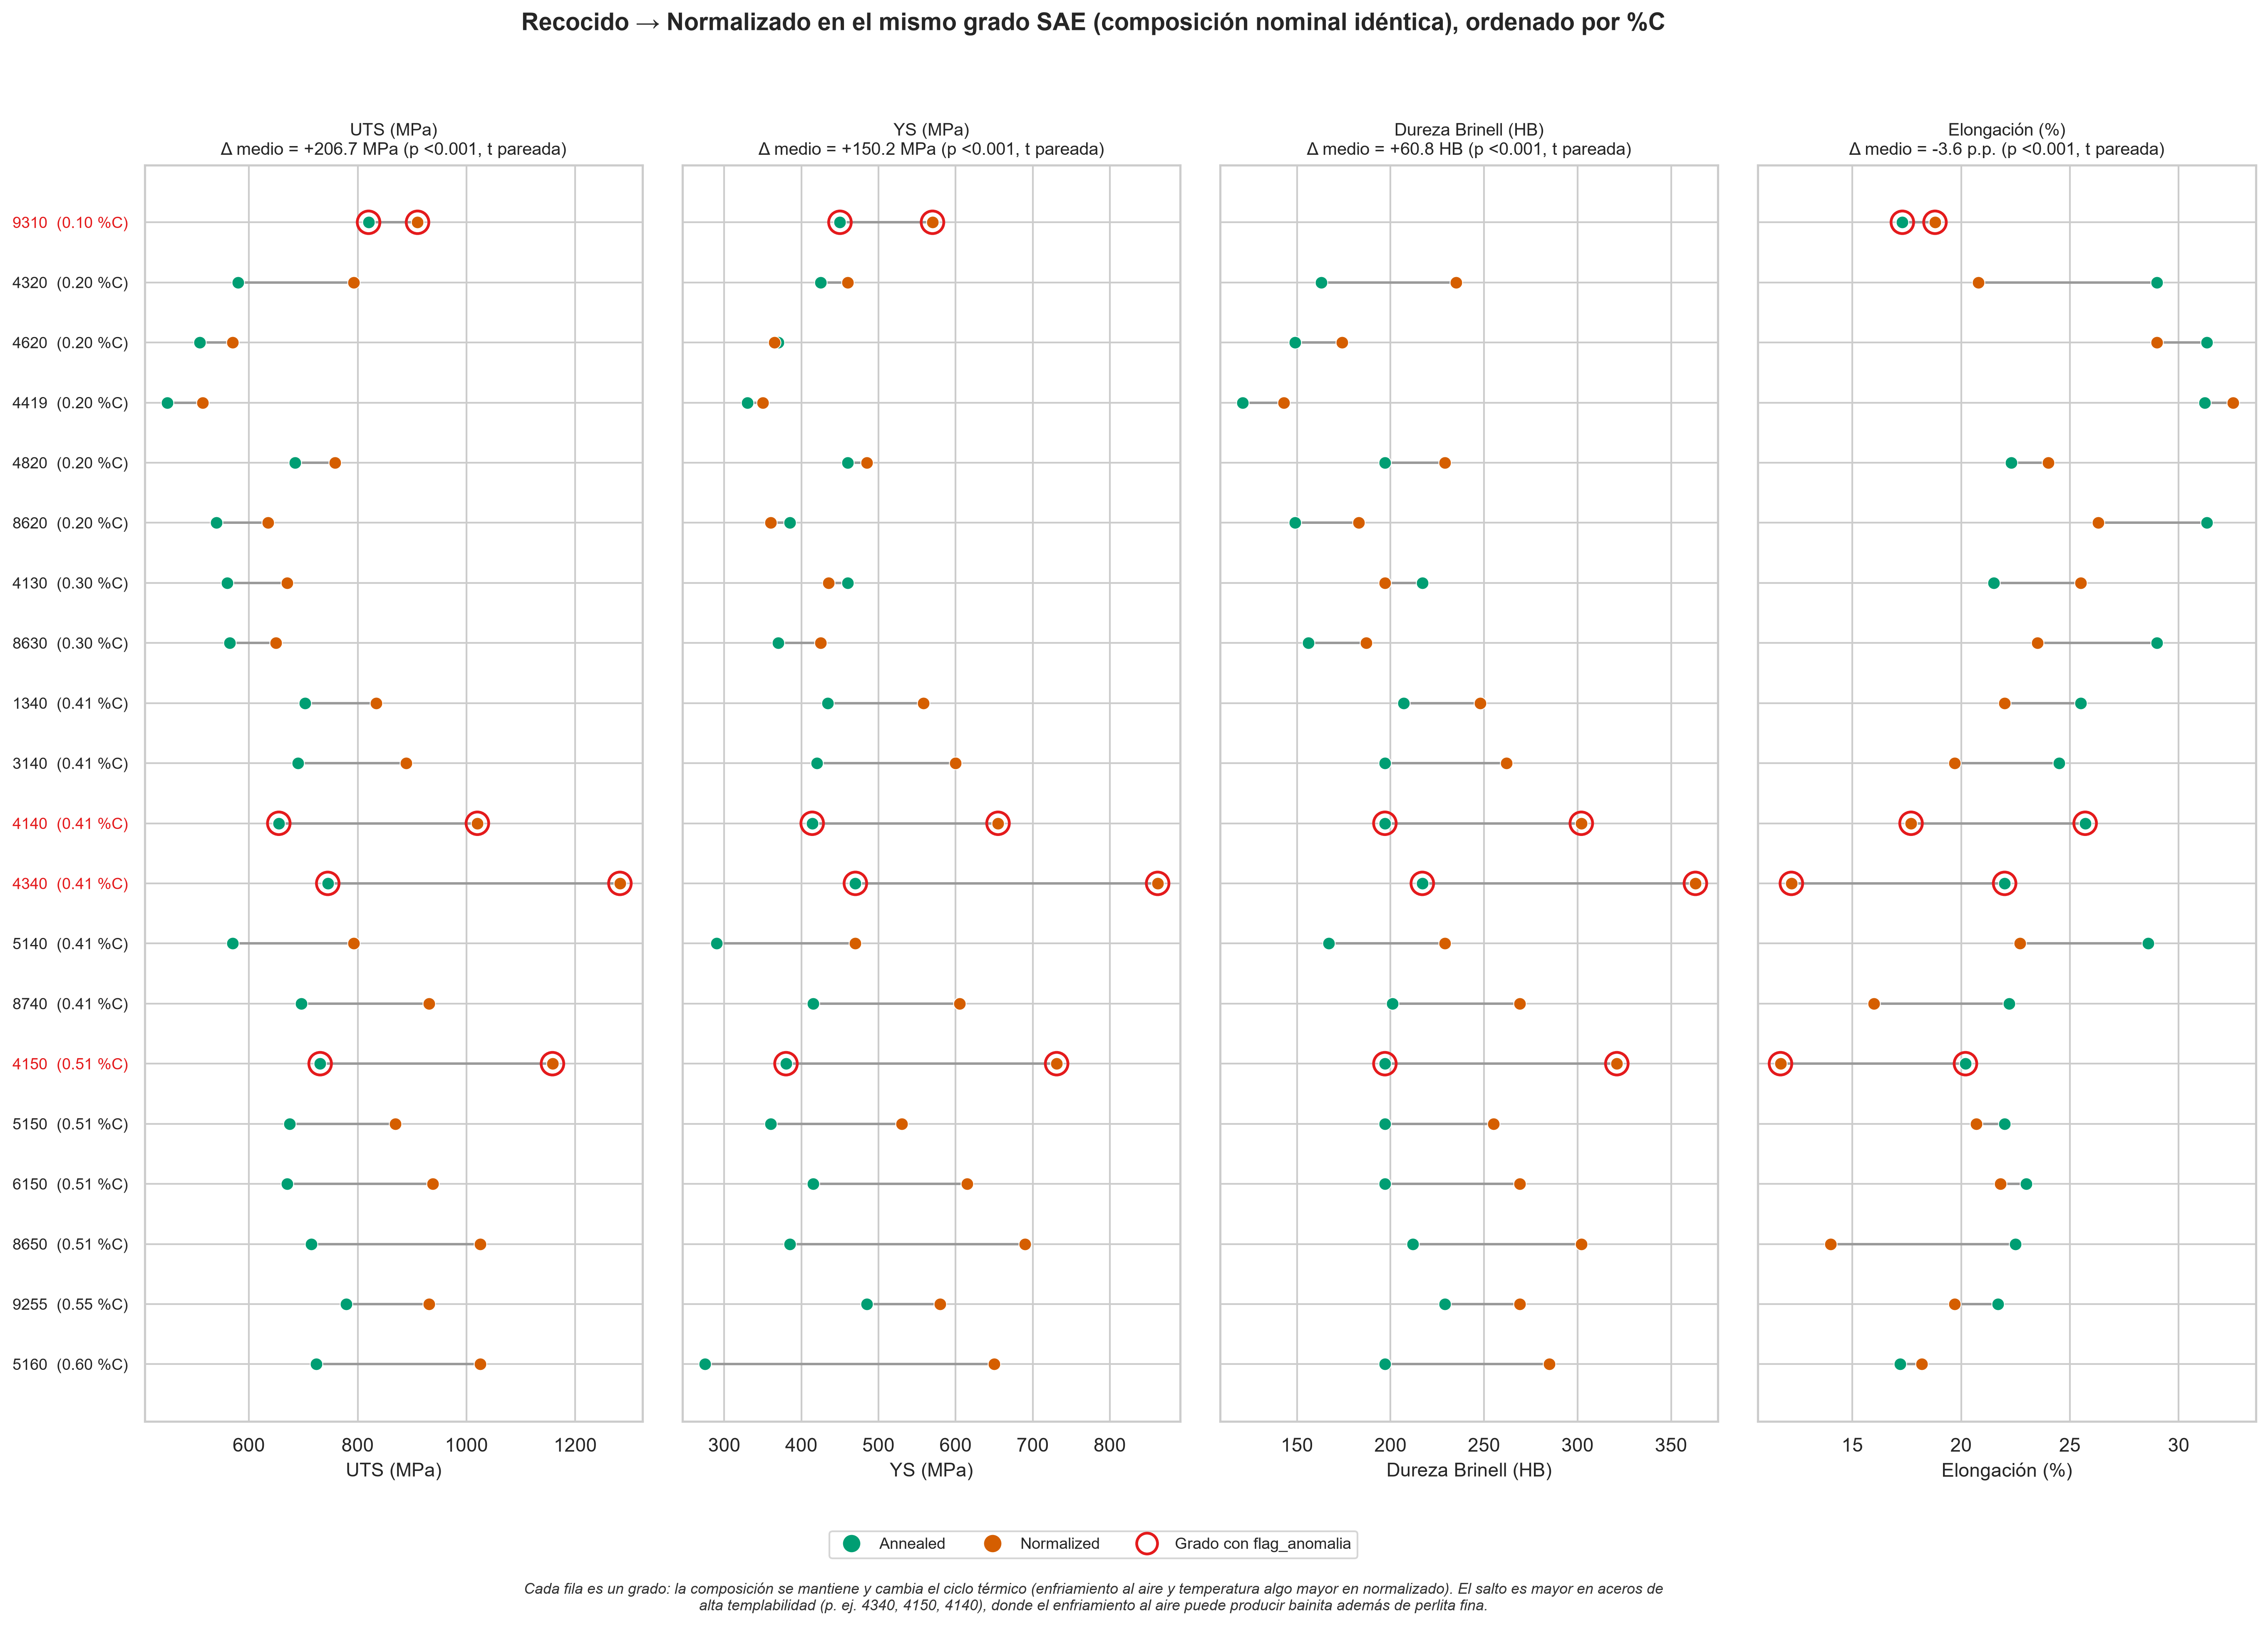 Recocido → Normalizado en el mismo grado SAE (composición nominal idéntica), ordenado por %C
UTS (MPa)
Δ medio = +206.7 MPa (p <0.001, t pareada)
YS (MPa)
Δ medio = +150.2 MPa (p <0.001, t pareada)
Dureza Brinell (HB)
Δ medio = +60.8 HB (p <0.001, t pareada)
Elongación (%)
Δ medio = -3.6 p.p. (p <0.001, t pareada)
9310 (0.10 %C)
4320 (0.20 %C)
4620 (0.20 %C)
4419 (0.20 %C)
4820 (0.20 %C)
8620 (0.20 %C)
4130 (0.30 %C)
8630 (0.30 %C)
1340 (0.41 %C)
3140 (0.41 %C)
4140 (0.41 %C)
4340 (0.41 %C)
5140 (0.41 %C)
8740 (0.41 %C)
4150 (0.51 %C)
5150 (0.51 %C)
6150 (0.51 %C)
8650 (0.51 %C)
9255 (0.55 %C)
5160 (0.60 %C)
600 800 1000 1200
UTS (MPa)
300 400 500 600 700 800
YS (MPa)
150 200 250 300 350
Dureza Brinell (HB)
15 20 25 30
Elongación (%)
Annealed
Normalized
Grado con flag_anomalia
Cada fila es un grado: la composición se mantiene y cambia el ciclo térmico (enfriamiento al aire y temperatura algo mayor en normalizado). El salto es mayor en aceros de
alta templabilidad (p. ej. 4340, 4150, 4140), donde el enfriamiento al aire puede producir bainita además de perlita fina.